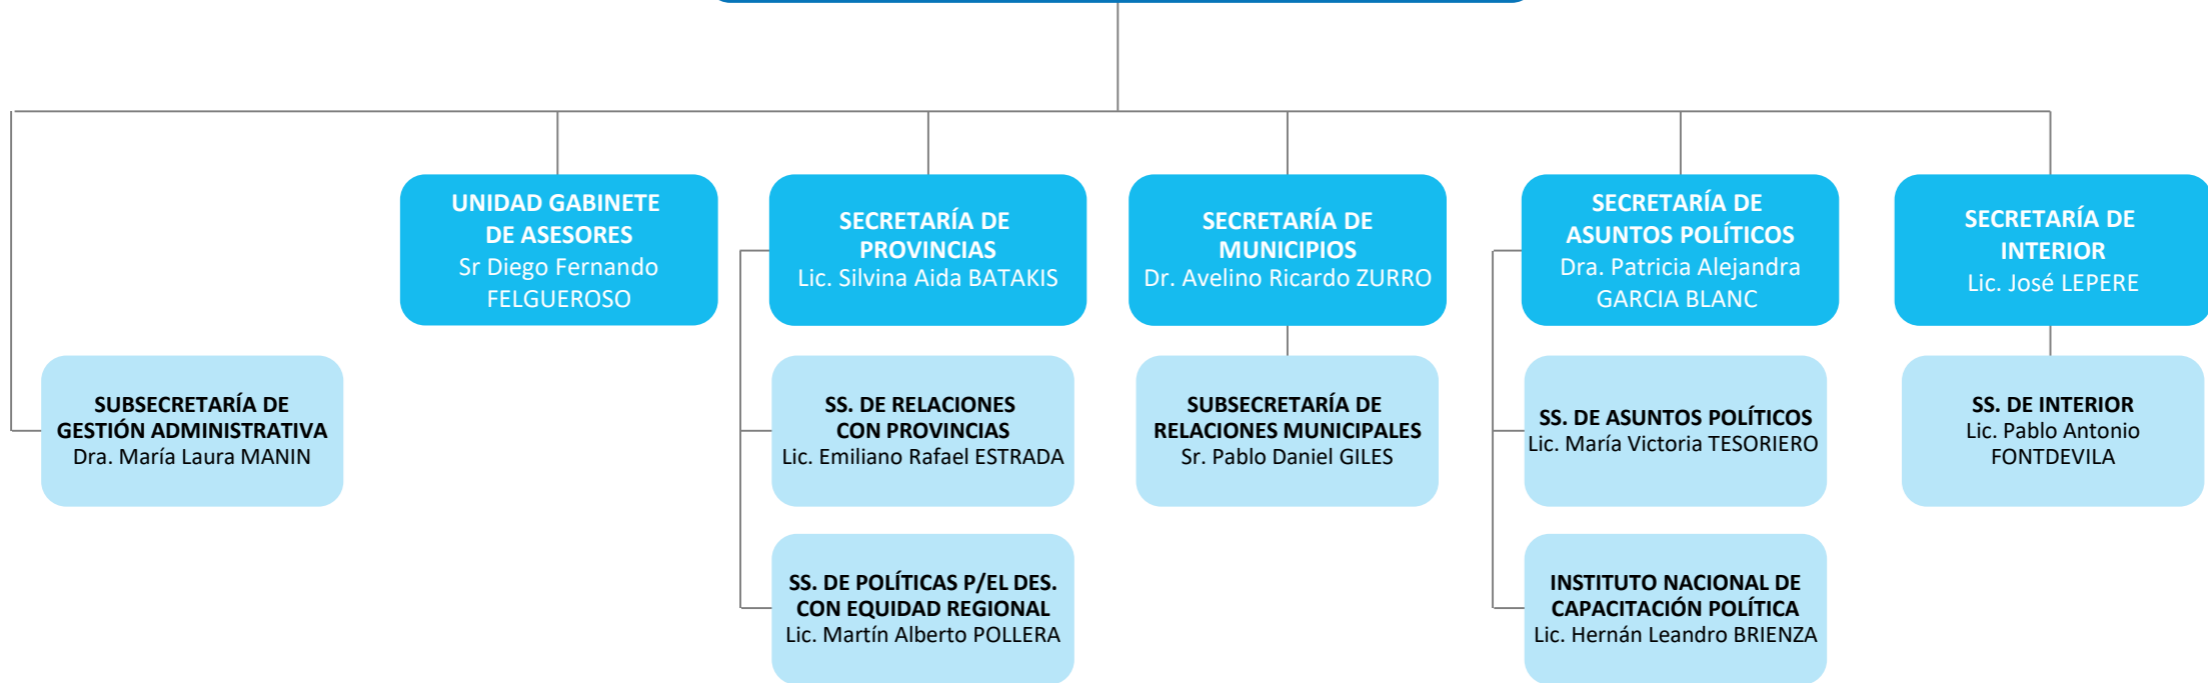 UNIDAD GABINETE
DE ASESORES
Sr Diego Fernando
FELGUEROSO
SECRETARÍA DE
PROVINCIAS
Lic. Silvina Aida BATAKIS
SECRETARÍA DE
MUNICIPIOS
Dr. Avelino Ricardo ZURRO
SECRETARÍA DE
ASUNTOS POLÍTICOS
Dra. Patricia Alejandra
GARCIA BLANC
SECRETARÍA DE
INTERIOR
Lic. José LEPERE
SUBSECRETARÍA DE
GESTIÓN ADMINISTRATIVA
Dra. María Laura MANIN
SS. DE RELACIONES
CON PROVINCIAS
Lic. Emiliano Rafael ESTRADA
SUBSECRETARÍA DE
RELACIONES MUNICIPALES
Sr. Pablo Daniel GILES
SS. DE ASUNTOS POLÍTICOS
Lic. María Victoria TESORIERO
SS. DE INTERIOR
Lic. Pablo Antonio
FONTDEVILA
SS. DE POLÍTICAS P/EL DES.
CON EQUIDAD REGIONAL
Lic. Martín Alberto POLLERA
INSTITUTO NACIONAL DE
CAPACITACIÓN POLÍTICA
Lic. Hernán Leandro BRIENZA